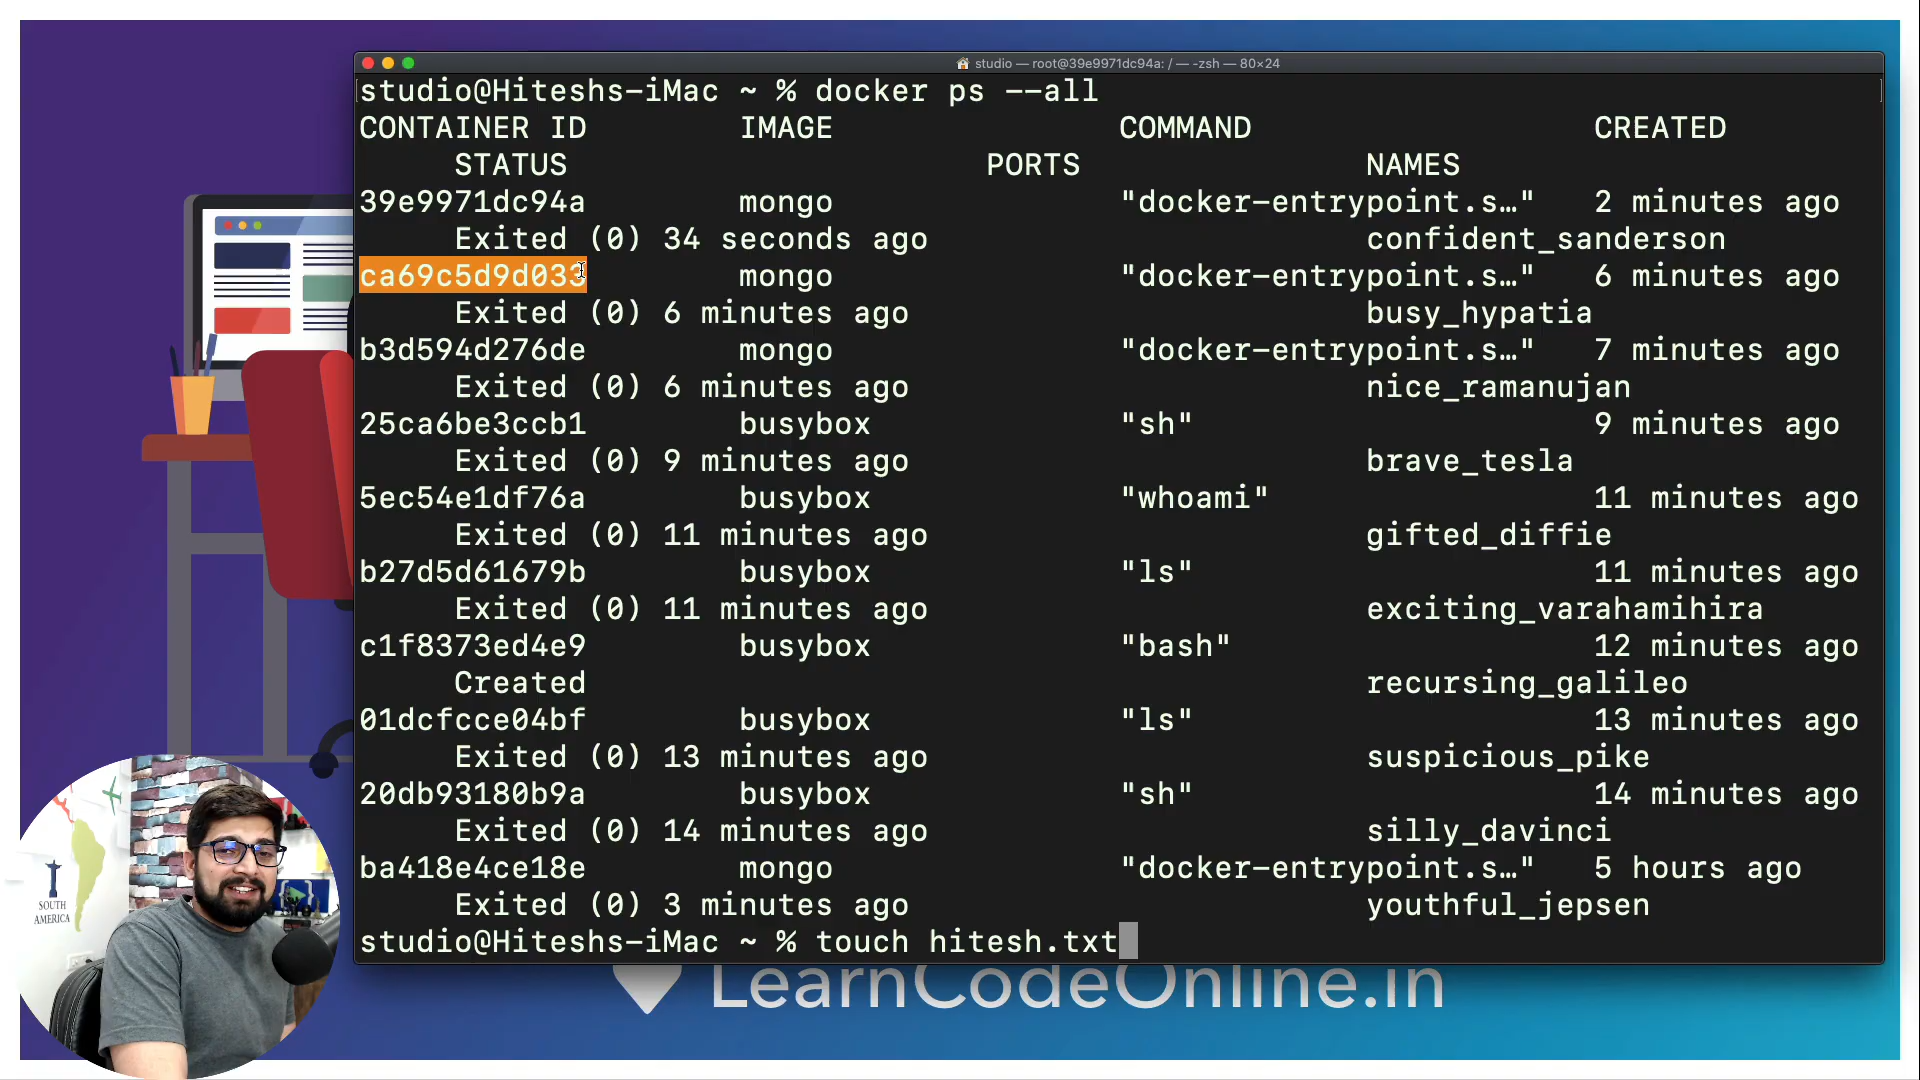 studio — root@39e9971dc94a: / — -zsh — 80×24
studio@Hiteshs-iMac ~ % docker ps --all
CONTAINER ID IMAGE COMMAND CREATED
STATUS PORTS NAMES
39e9971dc94a mongo "docker-entrypoint.s…" 2 minutes ago
Exited (0) 34 seconds ago confident_sanderson
ca69c5d9d033 mongo "docker-entrypoint.s…" 6 minutes ago
Exited (0) 6 minutes ago busy_hypatia
b3d594d276de mongo "docker-entrypoint.s…" 7 minutes ago
Exited (0) 6 minutes ago nice_ramanujan
25ca6be3ccb1 busybox "sh" 9 minutes ago
Exited (0) 9 minutes ago brave_tesla
5ec54e1df76a busybox "whoami" 11 minutes ago
Exited (0) 11 minutes ago gifted_diffie
b27d5d61679b busybox "ls" 11 minutes ago
Exited (0) 11 minutes ago exciting_varahamihira
c1f8373ed4e9 busybox "bash" 12 minutes ago
Created recursing_galileo
01dcfcce04bf busybox "ls" 13 minutes ago
Exited (0) 13 minutes ago suspicious_pike
20db93180b9a busybox "sh" 14 minutes ago
Exited (0) 14 minutes ago silly_davinci
ba418e4ce18e mongo "docker-entrypoint.s…" 5 hours ago
Exited (0) 3 minutes ago youthful_jepsen
studio@Hiteshs-iMac ~ % touch hitesh.txt
SOUTH
AMERICA
LearnCodeOnline.in